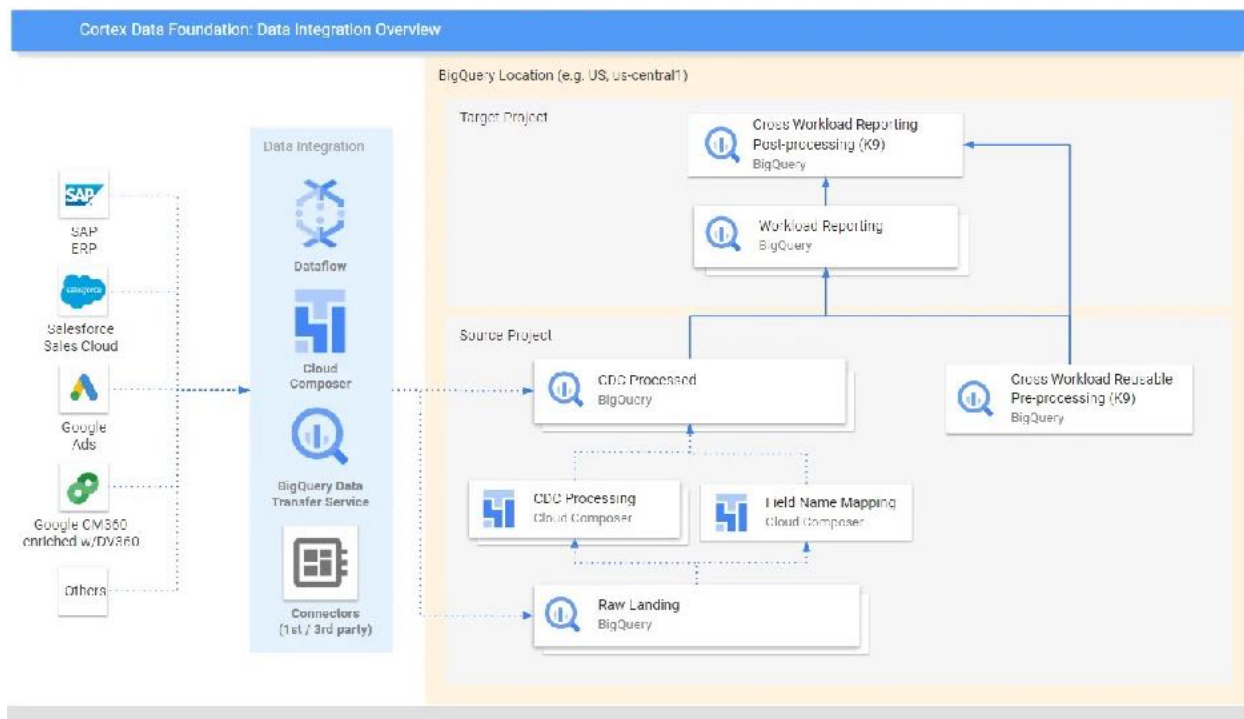 Cortex Data Foundation: Data Integration Overview
BigQuery Location (e.g. US, us-central1)
Target Project
Cross Workload Reporting
Post-processing (K9)
BigQuery
Workload Reporting
BigQuery
Data Integration
SAP
SAP
ERP
salesforce
Salesforce
Sales Cloud
Google
Ads
Google CM360
enriched w/DV360
Others
Dataflow
Cloud
Composer
BigQuery Data
Transfer Service
Connectors
(1st / 3rd party)
Source Project
CDC Processed
BigQuery
Cross Workload Reusable
Pre-processing (K9)
BigQuery
CDC Processing
Cloud Composer
Field Name Mapping
Cloud Composer
Raw Landing
BigQuery